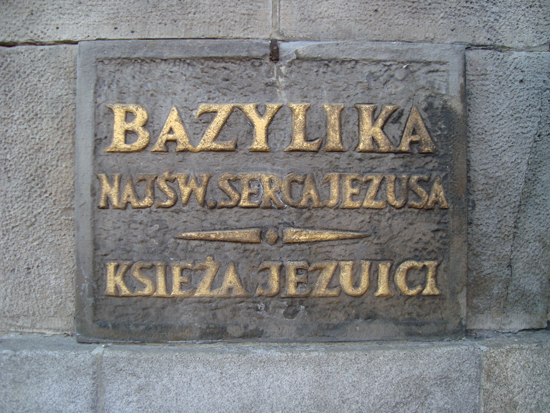 BAZYLIKA
NAJŚW. SERCA JEZUSA
KSIĘŻA JEZUICI